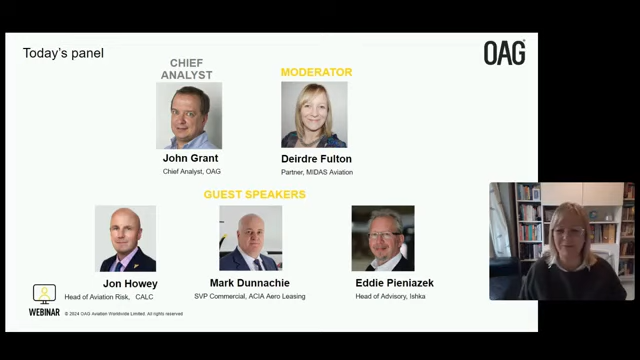 Today's panel
OAG
CHIEF
ANALYST
MODERATOR
John Grant
Chief Analyst, OAG
Deirdre Fulton
Partner, MIDAS Aviation
GUEST SPEAKERS
Jon Howey
Head of Aviation Risk, CALC
Mark Dunnachie
SVP Commercial, ACIA Aero Leasing
Eddie Pieniazek
Head of Advisory, Ishka
WEBINAR
© 2024 OAG Aviation Worldwide Limited. All rights reserved